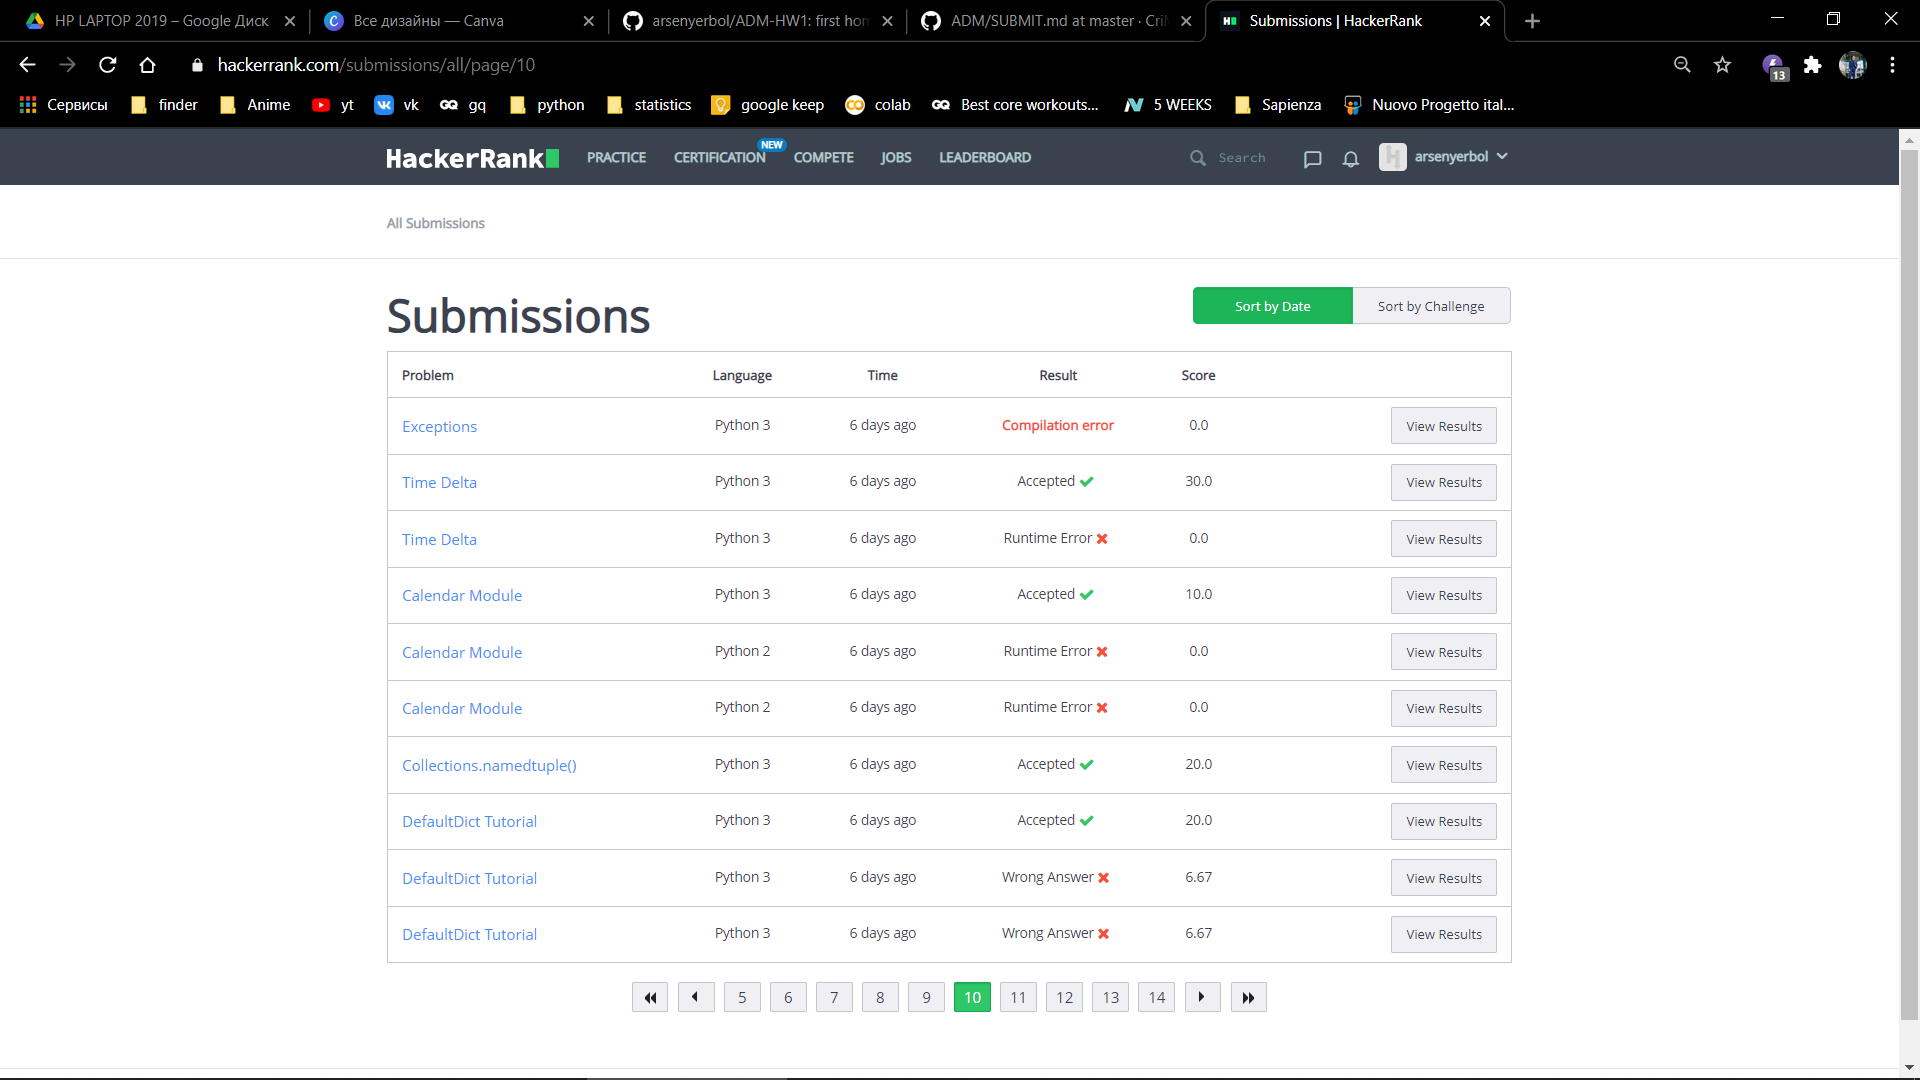 HP LAPTOP 2019 – Google Диск
Все дизайны — Canva
arsenyerbol/ADM-HW1: first hom
ADM/SUBMIT.md at master · CriM
Submissions | HackerRank
hackerrank.com/submissions/all/page/10
13
Сервисы finder Anime yt vk gq python statistics google keep colab Best core workouts... 5 WEEKS Sapienza Nuovo Progetto ital...
HackerRank PRACTICE CERTIFICATION NEW COMPETE JOBS LEADERBOARD Search arsenyerbol
All Submissions
Submissions
Sort by Date Sort by Challenge
Problem Language Time Result Score
Exceptions Python 3 6 days ago Compilation error 0.0 View Results
Time Delta Python 3 6 days ago Accepted 30.0 View Results
Time Delta Python 3 6 days ago Runtime Error 0.0 View Results
Calendar Module Python 3 6 days ago Accepted 10.0 View Results
Calendar Module Python 2 6 days ago Runtime Error 0.0 View Results
Calendar Module Python 2 6 days ago Runtime Error 0.0 View Results
Collections.namedtuple() Python 3 6 days ago Accepted 20.0 View Results
DefaultDict Tutorial Python 3 6 days ago Accepted 20.0 View Results
DefaultDict Tutorial Python 3 6 days ago Wrong Answer 6.67 View Results
DefaultDict Tutorial Python 3 6 days ago Wrong Answer 6.67 View Results
5 6 7 8 9 10 11 12 13 14